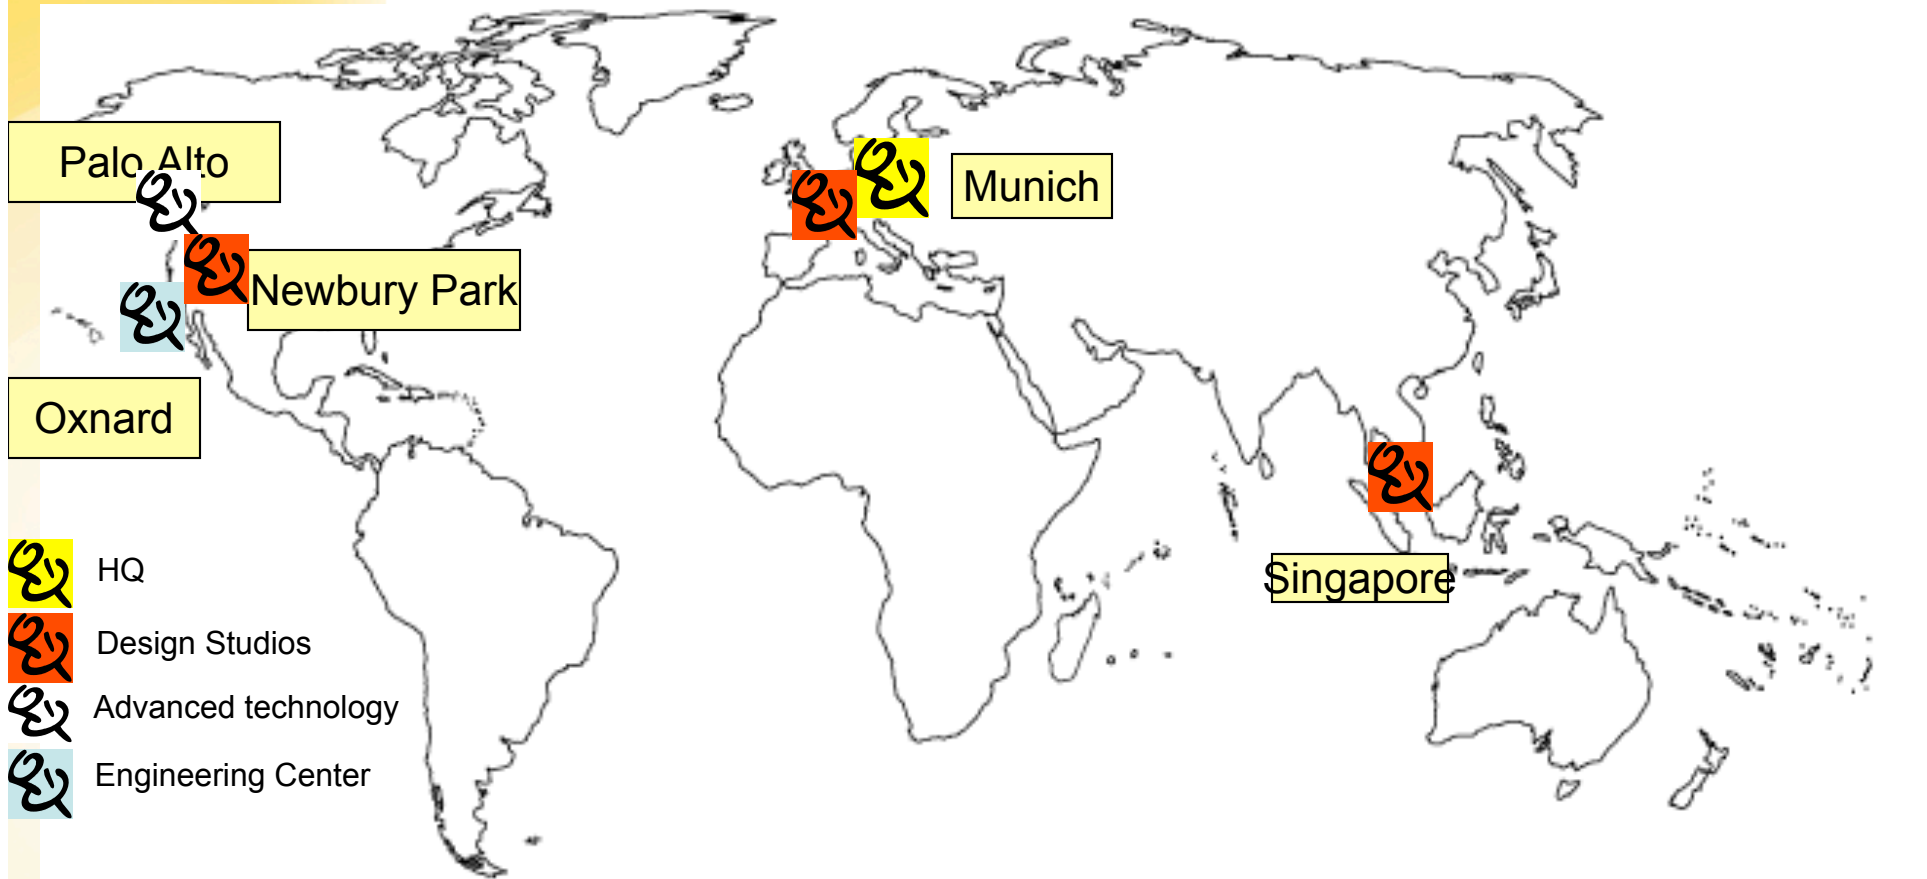 Palo Alto
Munich
Newbury Park
Oxnard
Singapore
HQ
Design Studios
Advanced technology
Engineering Center